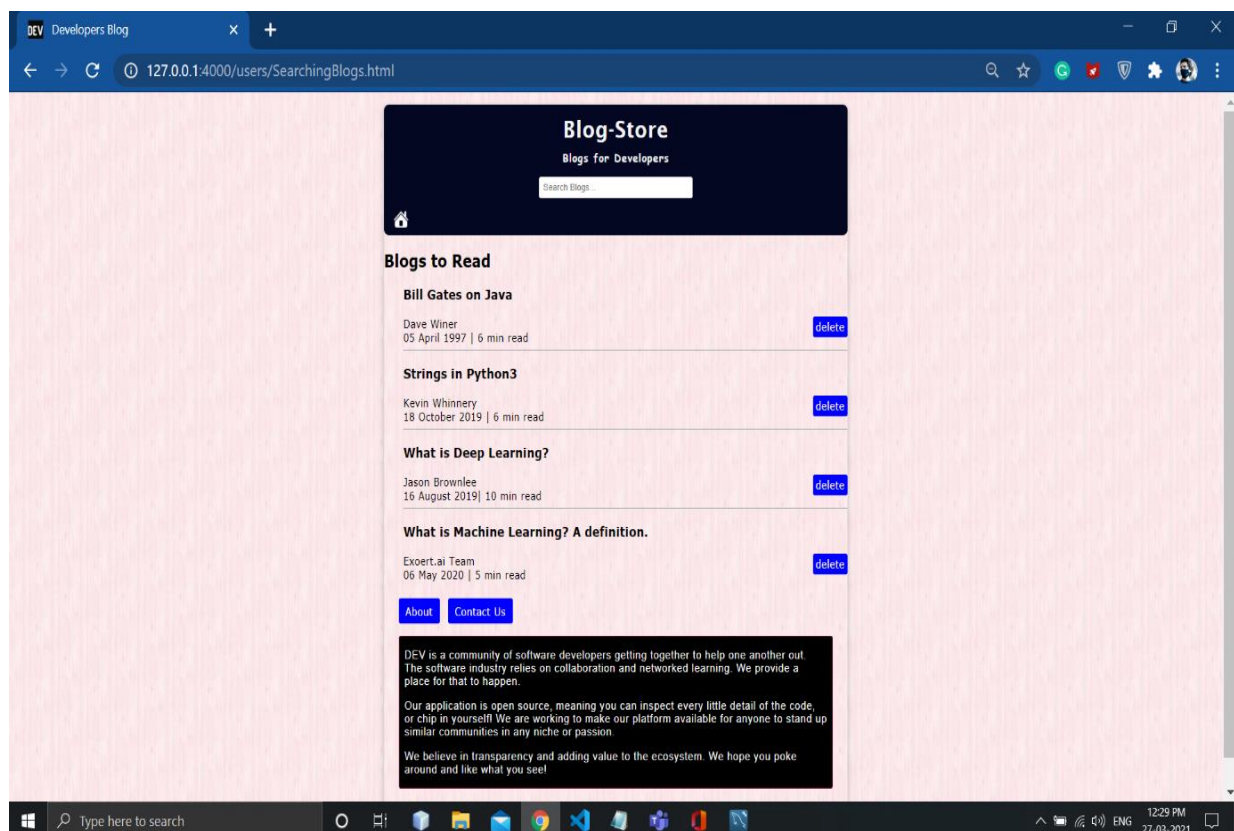 DEV Developers Blog
127.0.0.1:4000/users/SearchingBlogs.html
Blog-Store
Blogs for Developers
Search Blogs...
Blogs to Read
Bill Gates on Java
Dave Winer
05 April 1997 | 6 min read
delete
Strings in Python3
Kevin Whinnery
18 October 2019 | 6 min read
delete
What is Deep Learning?
Jason Brownlee
16 August 2019| 10 min read
delete
What is Machine Learning? A definition.
Exoert.ai Team
06 May 2020 | 5 min read
delete
About Contact Us
DEV is a community of software developers getting together to help one another out.
The software industry relies on collaboration and networked learning. We provide a
place for that to happen.
Our application is open source, meaning you can inspect every little detail of the code,
or chip in yourself! We are working to make our platform available for anyone to stand up
similar communities in any niche or passion.
We believe in transparency and adding value to the ecosystem. We hope you poke
around and like what you see!
Type here to search
ENG
12:29 PM
27-03-2021